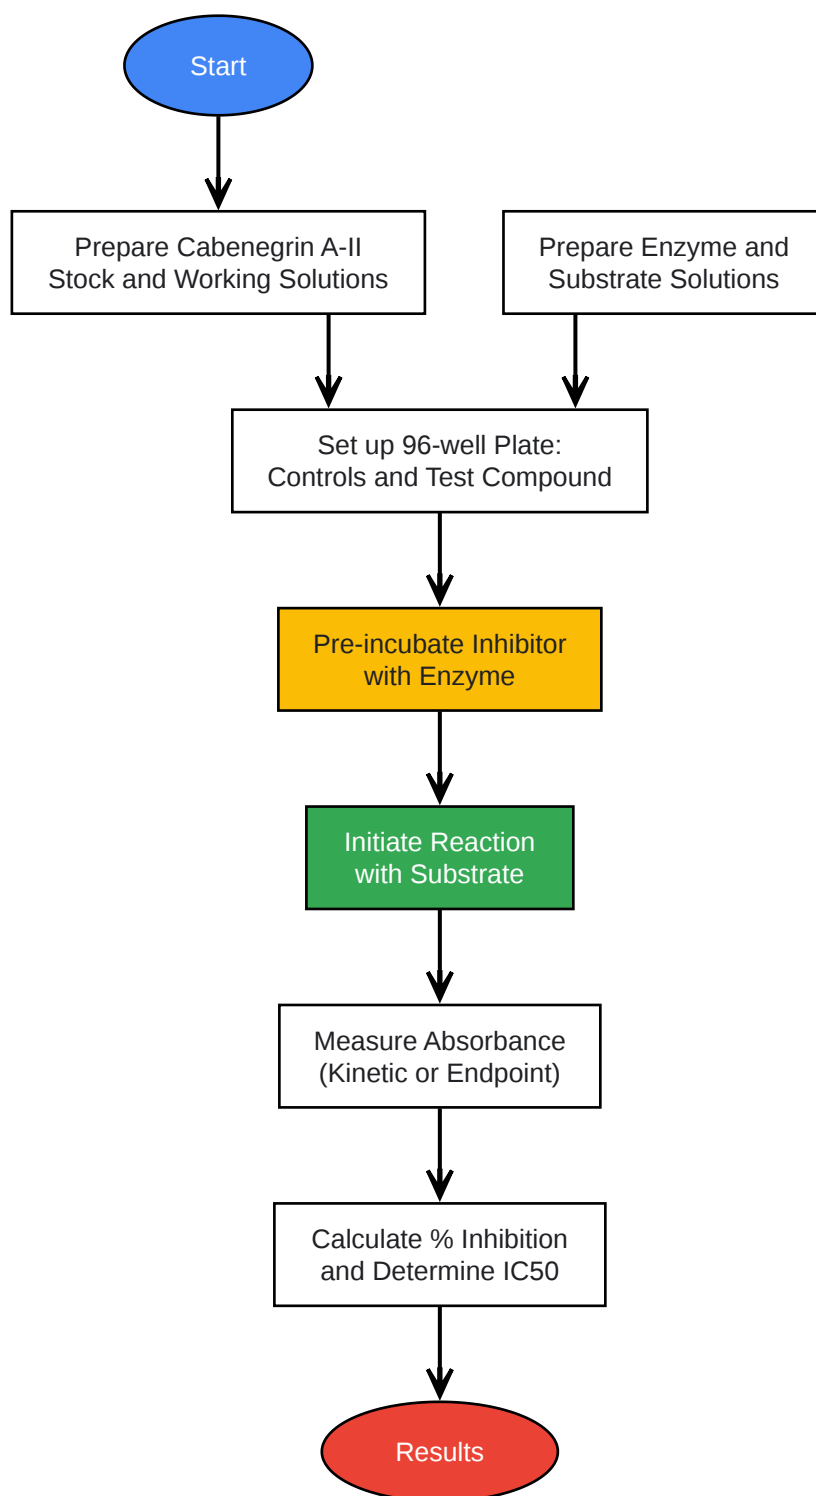 Start
Prepare Cabenegrin A-II
Stock and Working Solutions
Prepare Enzyme and
Substrate Solutions
Set up 96-well Plate:
Controls and Test Compound
Pre-incubate Inhibitor
with Enzyme
Initiate Reaction
with Substrate
Measure Absorbance
(Kinetic or Endpoint)
Calculate % Inhibition
and Determine IC50
Results